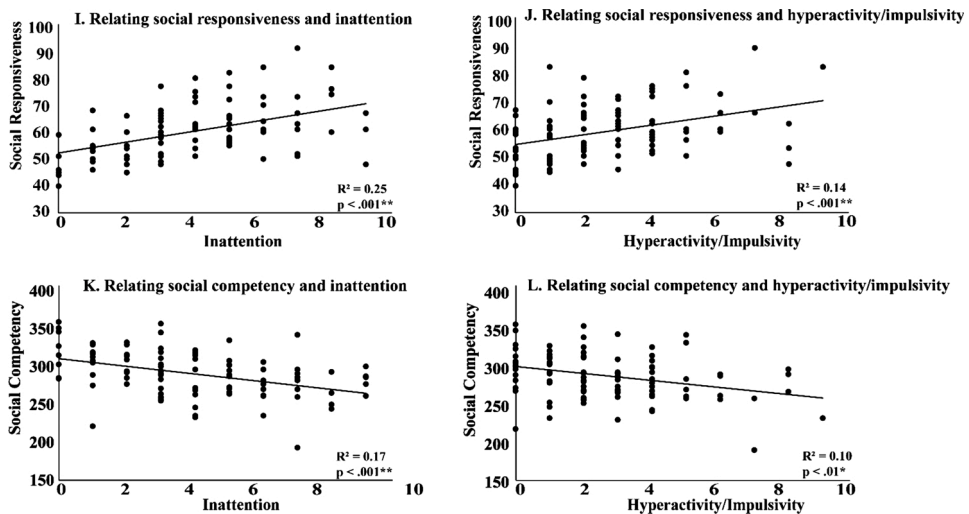 I. Relating social responsiveness and inattention
Social Responsiveness
100
90
80
70
60
50
40
30
0
2
4
6
8
10
Inattention
R² = 0.25
p < .001**
J. Relating social responsiveness and hyperactivity/impulsivity
Social Responsiveness
100
90
80
70
60
50
40
30
0
2
4
6
8
10
Hyperactivity/Impulsivity
R² = 0.14
p < .001**
K. Relating social competency and inattention
Social Competency
400
350
300
250
200
150
0
2
4
6
8
10
Inattention
R² = 0.17
p < .001**
L. Relating social competency and hyperactivity/impulsivity
Social Competency
400
350
300
250
200
150
0
2
4
6
8
10
Hyperactivity/Impulsivity
R² = 0.10
p < .01*